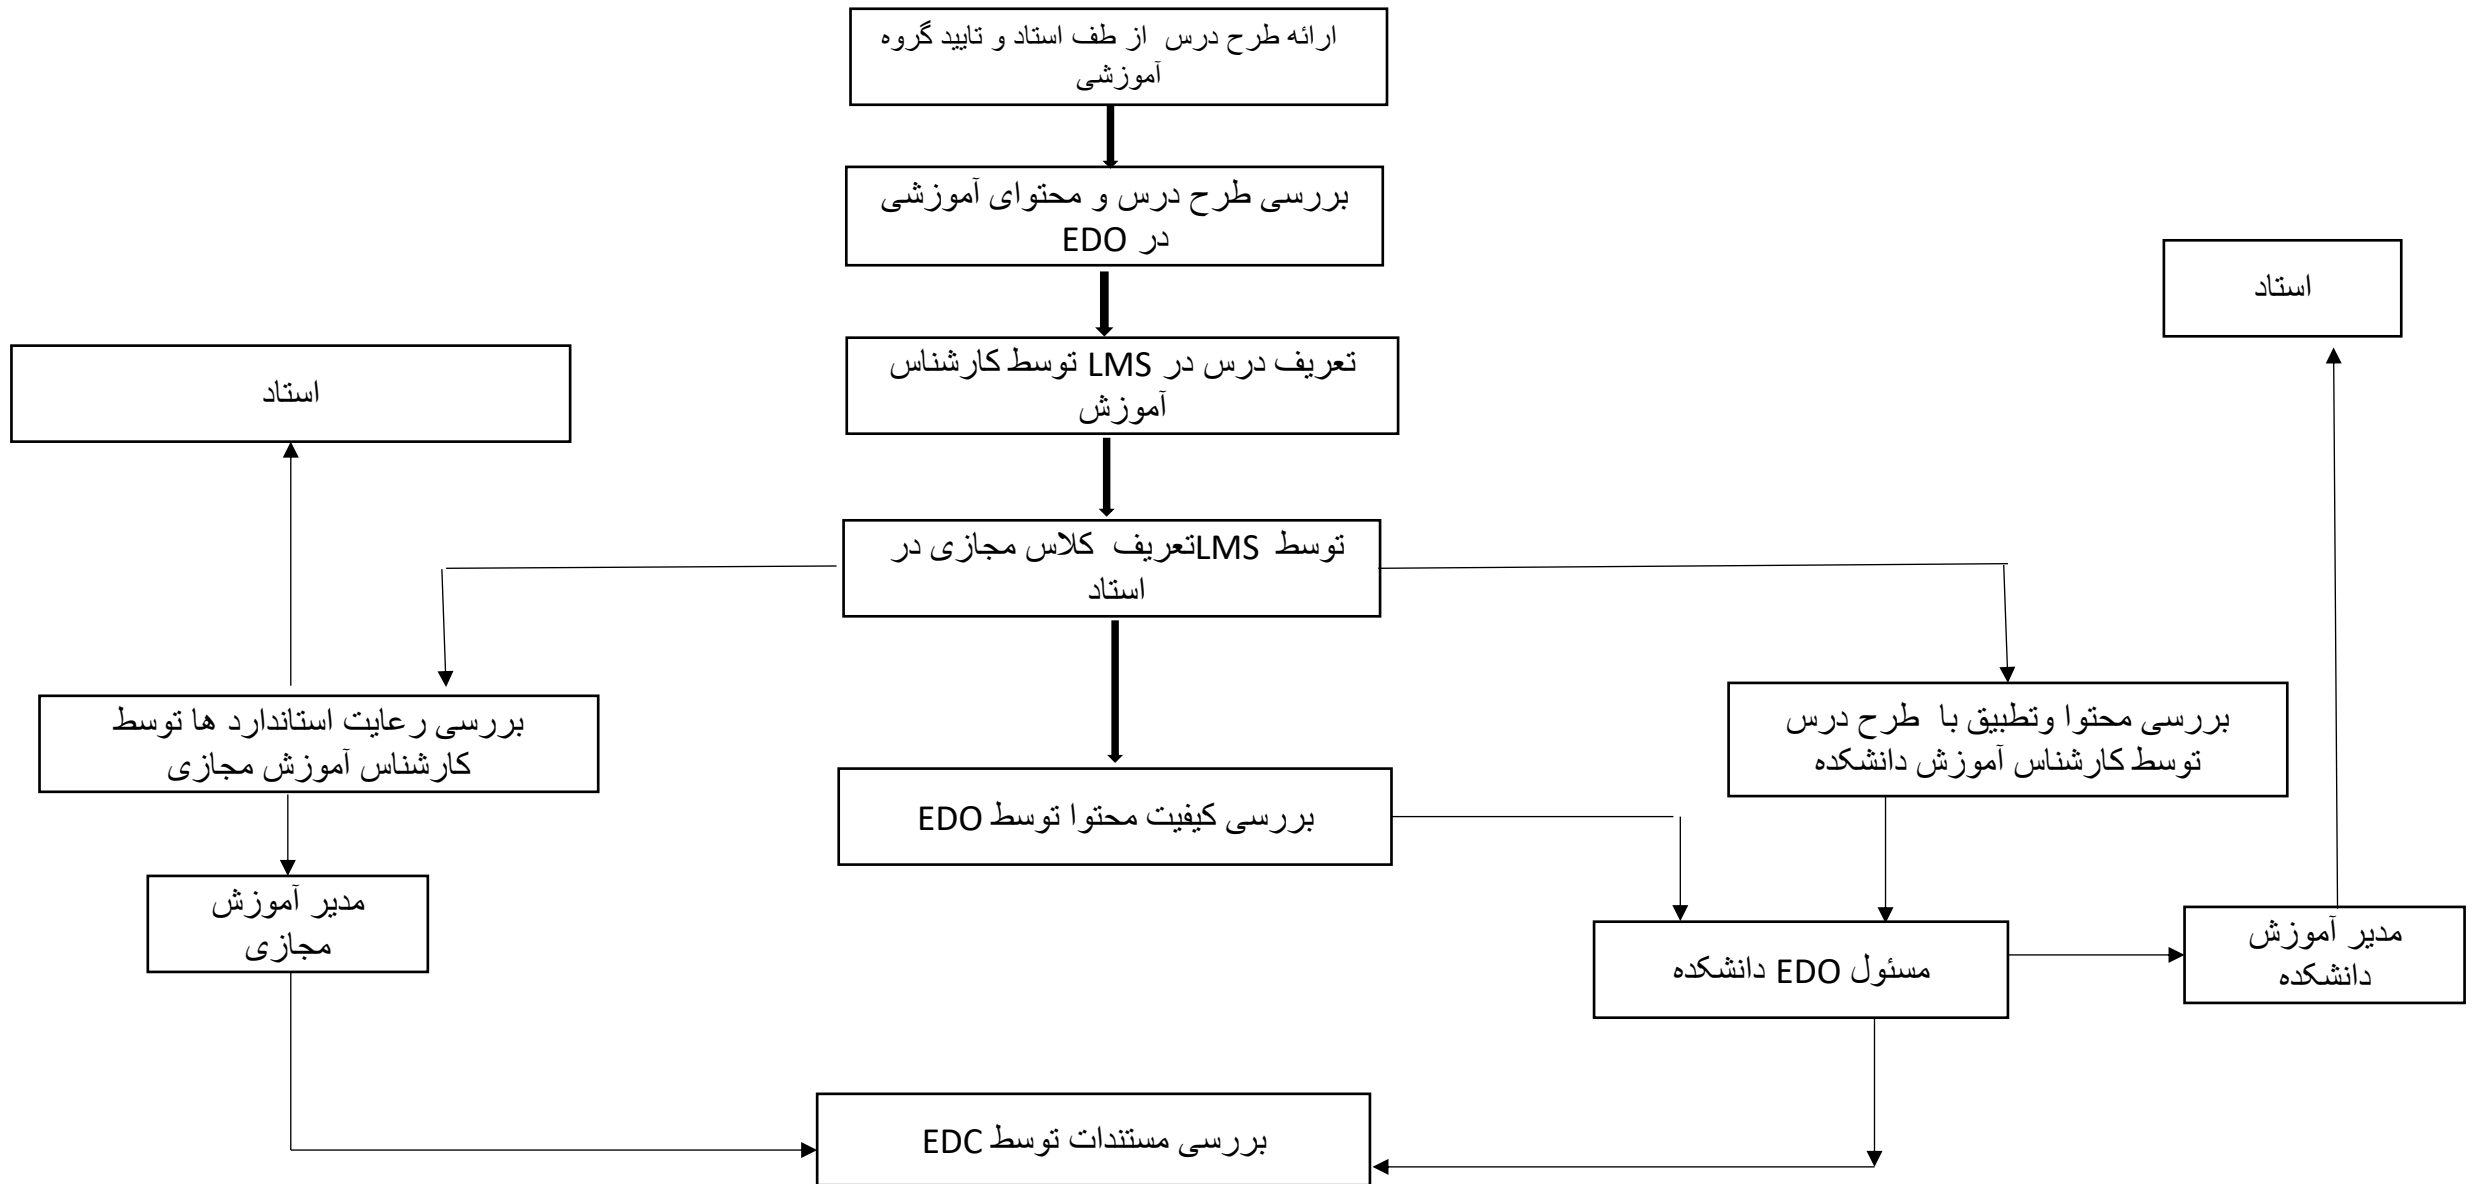 ارائه طرح درس از طف استاد و تایید گروه
آموزشی
بررسی طرح درس و محتوای آموزشی
در EDO
استاد
تعریف درس در LMS توسط کارشناس
آموزش
استاد
توسط LMSتعریف کلاس مجازی در
استاد
بررسی محتوا وتطبیق با طرح درس
توسط کارشناس آموزش دانشکده
بررسی رعایت استاندارد ها توسط
کارشناس آموزش مجازی
بررسی کیفیت محتوا توسط EDO
مدیر آموزش
مجازی
مدیر آموزش
دانشکده
مسئول EDO دانشکده
بررسی مستندات توسط EDC